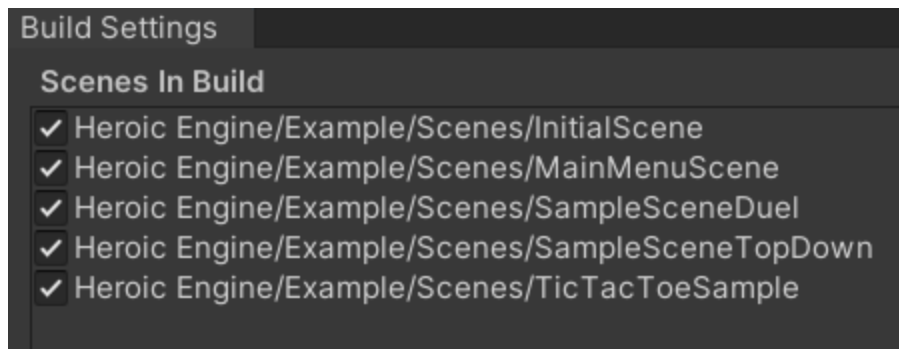 Build Settings
Scenes In Build
Heroic Engine/Example/Scenes/InitialScene
Heroic Engine/Example/Scenes/MainMenuScene
Heroic Engine/Example/Scenes/SampleSceneDuel
Heroic Engine/Example/Scenes/SampleSceneTopDown
Heroic Engine/Example/Scenes/TicTacToeSample